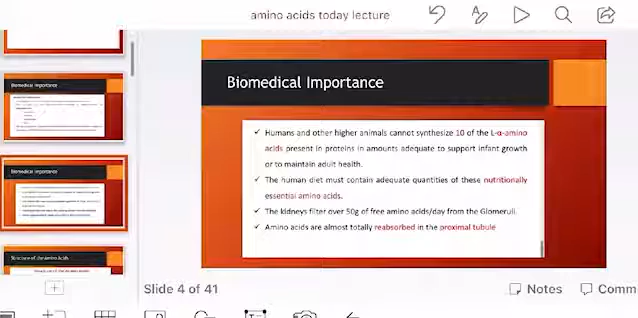 amino acids today lecture
Biomedical Importance
Biomedical Importance
Structure of the Amino Acids
Biomedical Importance
✓ Humans and other higher animals cannot synthesize 10 of the L-α-amino
acids present in proteins in amounts adequate to support infant growth
or to maintain adult health.
✓ The human diet must contain adequate quantities of these nutritionally
essential amino acids.
✓ The kidneys filter over 50g of free amino acids/day from the Glomeruli
✓ Amino acids are almost totally reabsorbed in the proximal tubule
Slide 4 of 41
Notes
Comm